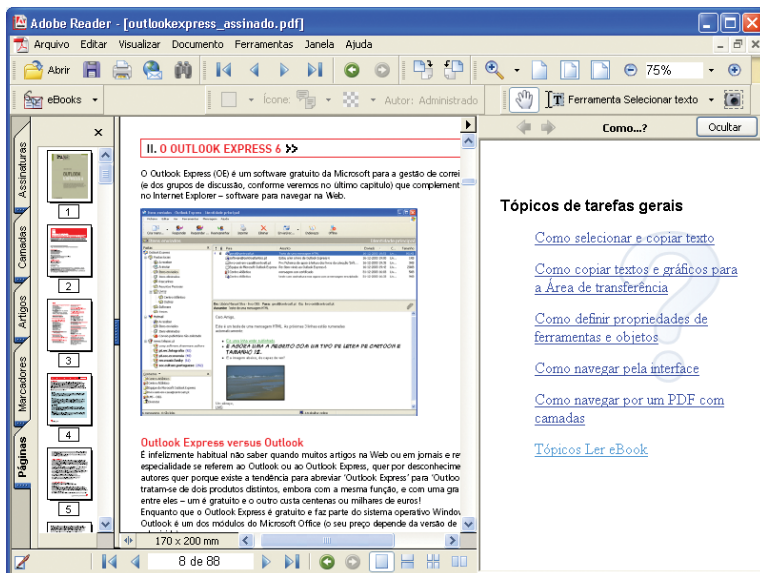 Adobe Reader - [outlookexpress_assinado.pdf]
Arquivo Editar Visualizar Documento Ferramentas Janela Ajuda
Abrir
75%
eBooks
Ícone:
Autor: Administrado
Ferramenta Selecionar texto
Como...?
Ocultar
Assinaturas
Camadas
Artigos
Marcadores
Páginas
1
2
3
4
5
II. O OUTLOOK EXPRESS 6 >>
O Outlook Express (OE) é um software gratuito da Microsoft para a gestão de correi
(e dos grupos de discussão, conforme veremos no último capitulo) que complement
no Internet Explorer – software para navegar na Web.
Outlook Express versus Outlook
É infelizmente habitual não saber quando muitos artigos na Web ou em jornais e re
especialidade se referem ao Outlook ou ao Outlook Express, quer por desconhecime
autores quer porque existe a tendência para abreviar 'Outlook Express' para 'Outloo
tratam-se de dois produtos distintos, embora com a mesma função, e com uma gra
entre eles – um é gratuito e o outro custa centenas ou milhares de euros!
Enquanto que o Outlook Express é gratuito e faz parte do sistema operativo Window
Outlook é um dos módulos do Microsoft Office (o seu preço depende da versão de
Tópicos de tarefas gerais
Como selecionar e copiar texto
Como copiar textos e gráficos para
a Área de transferência
Como definir propriedades de
ferramentas e objetos
Como navegar pela interface
Como navegar por um PDF com
camadas
Tópicos Ler eBook
170 x 200 mm
8 de 88